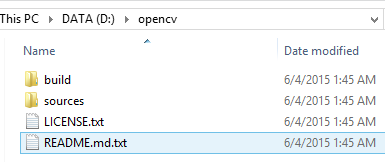 This PC DATA (D:) opencv
Name Date modified
build 6/4/2015 1:45 AM
sources 6/4/2015 1:45 AM
LICENSE.txt 6/4/2015 1:45 AM
README.md.txt 6/4/2015 1:45 AM